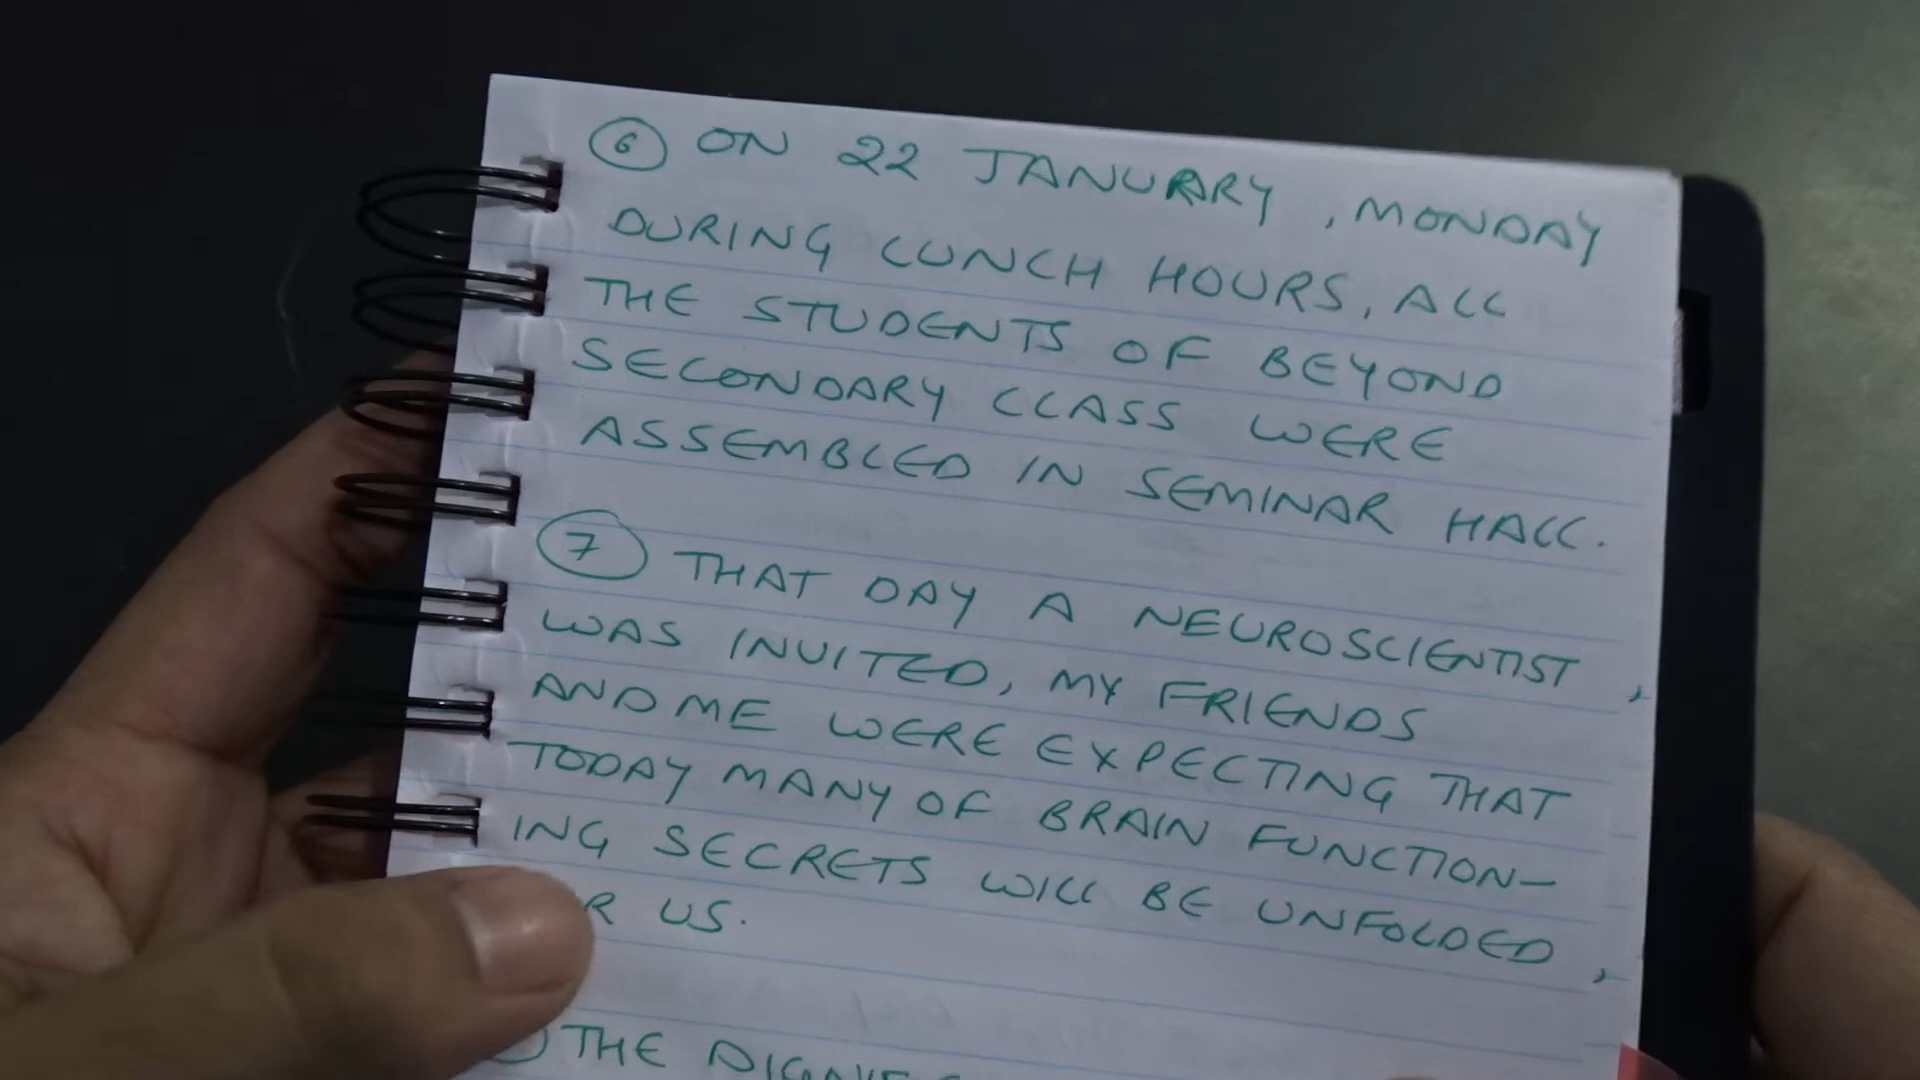 6 ON 22 JANUARY, MONDAY
DURING LUNCH HOURS, ALL
THE STUDENTS OF BEYOND
SECONDARY CLASS WERE
ASSEMBLED IN SEMINAR HALL.
7 THAT DAY A NEUROSCIENTIST,
WAS INVITED, MY FRIENDS
AND ME WERE EXPECTING THAT
TODAY MANY OF BRAIN FUNCTION-
ING SECRETS WILL BE UNFOLDED,
US.
THE